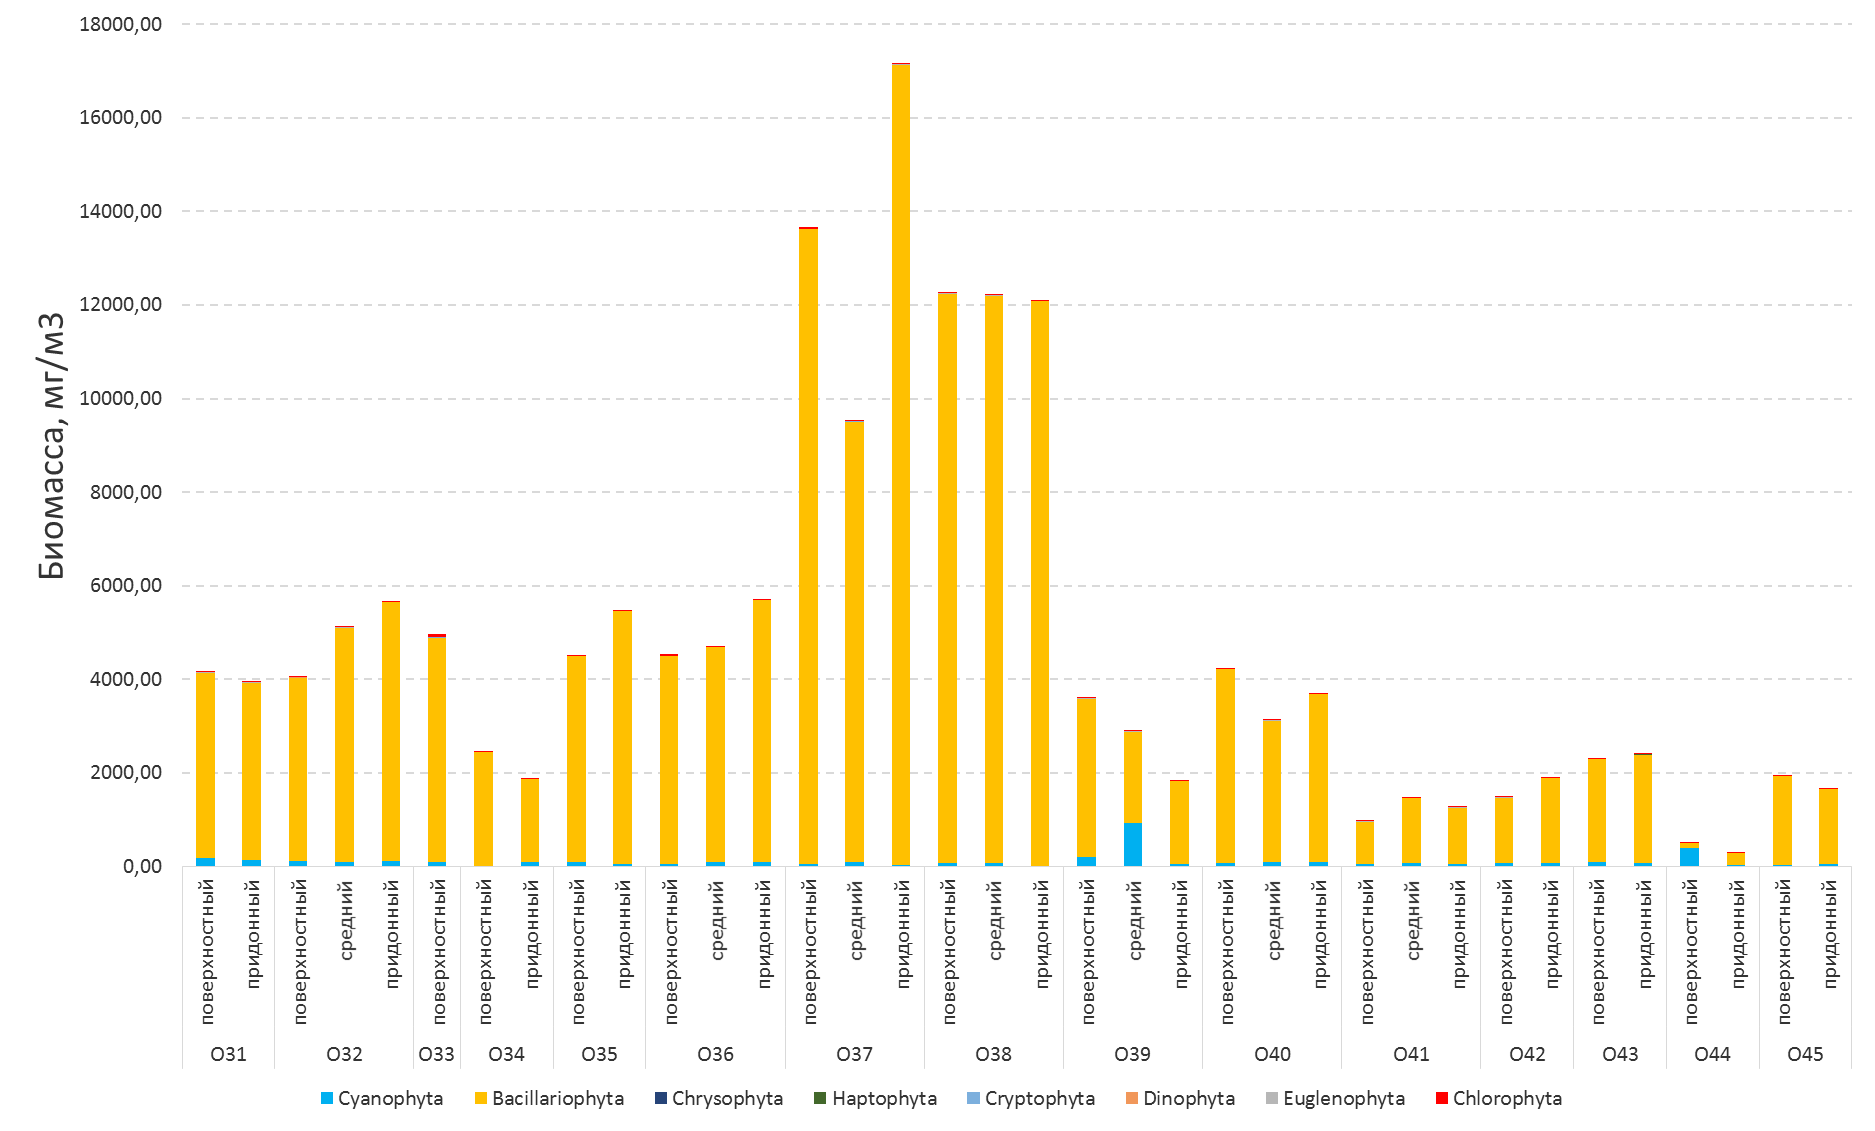 18000,00
16000,00
14000,00
12000,00
10000,00
8000,00
6000,00
4000,00
2000,00
0,00
Биомасса, мг/м3
поверхностный придонный поверхностный средний придонный поверхностный поверхностный придонный поверхностный придонный поверхностный средний придонный поверхностный средний придонный поверхностный средний придонный поверхностный средний придонный поверхностный средний придонный поверхностный средний придонный поверхностный придонный поверхностный придонный поверхностный придонный поверхностный придонный
О31 О32 О33 О34 О35 О36 О37 О38 О39 О40 О41 О42 О43 О44 О45
Cyanophyta Bacillariophyta Chrysophyta Haptophyta Cryptophyta Dinophyta Euglenophyta Chlorophyta